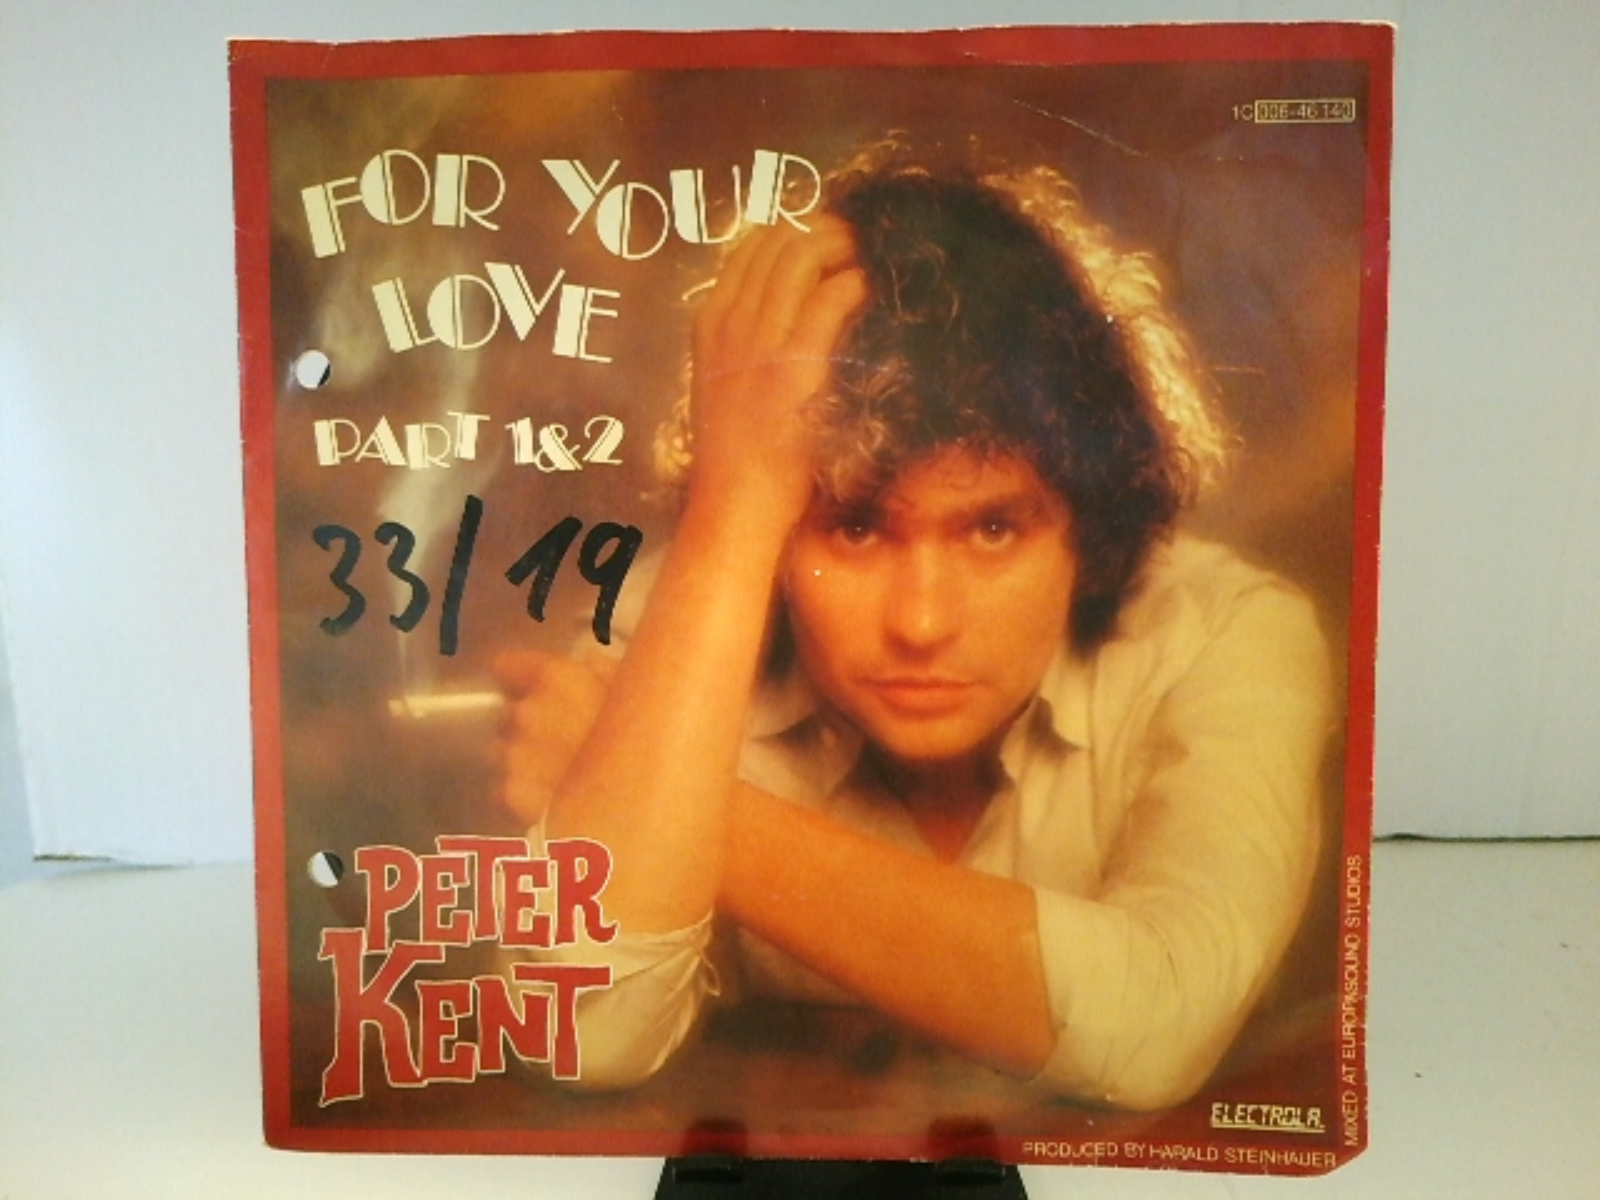 1C 006-46 140
FOR YOUR
LOVE
PART 1&2
33/19
PETER
KENT
ELECTROLA.
PRODUCED BY HARALD STEINHAUER
MIXED AT EUROPASOUND STUDIOS